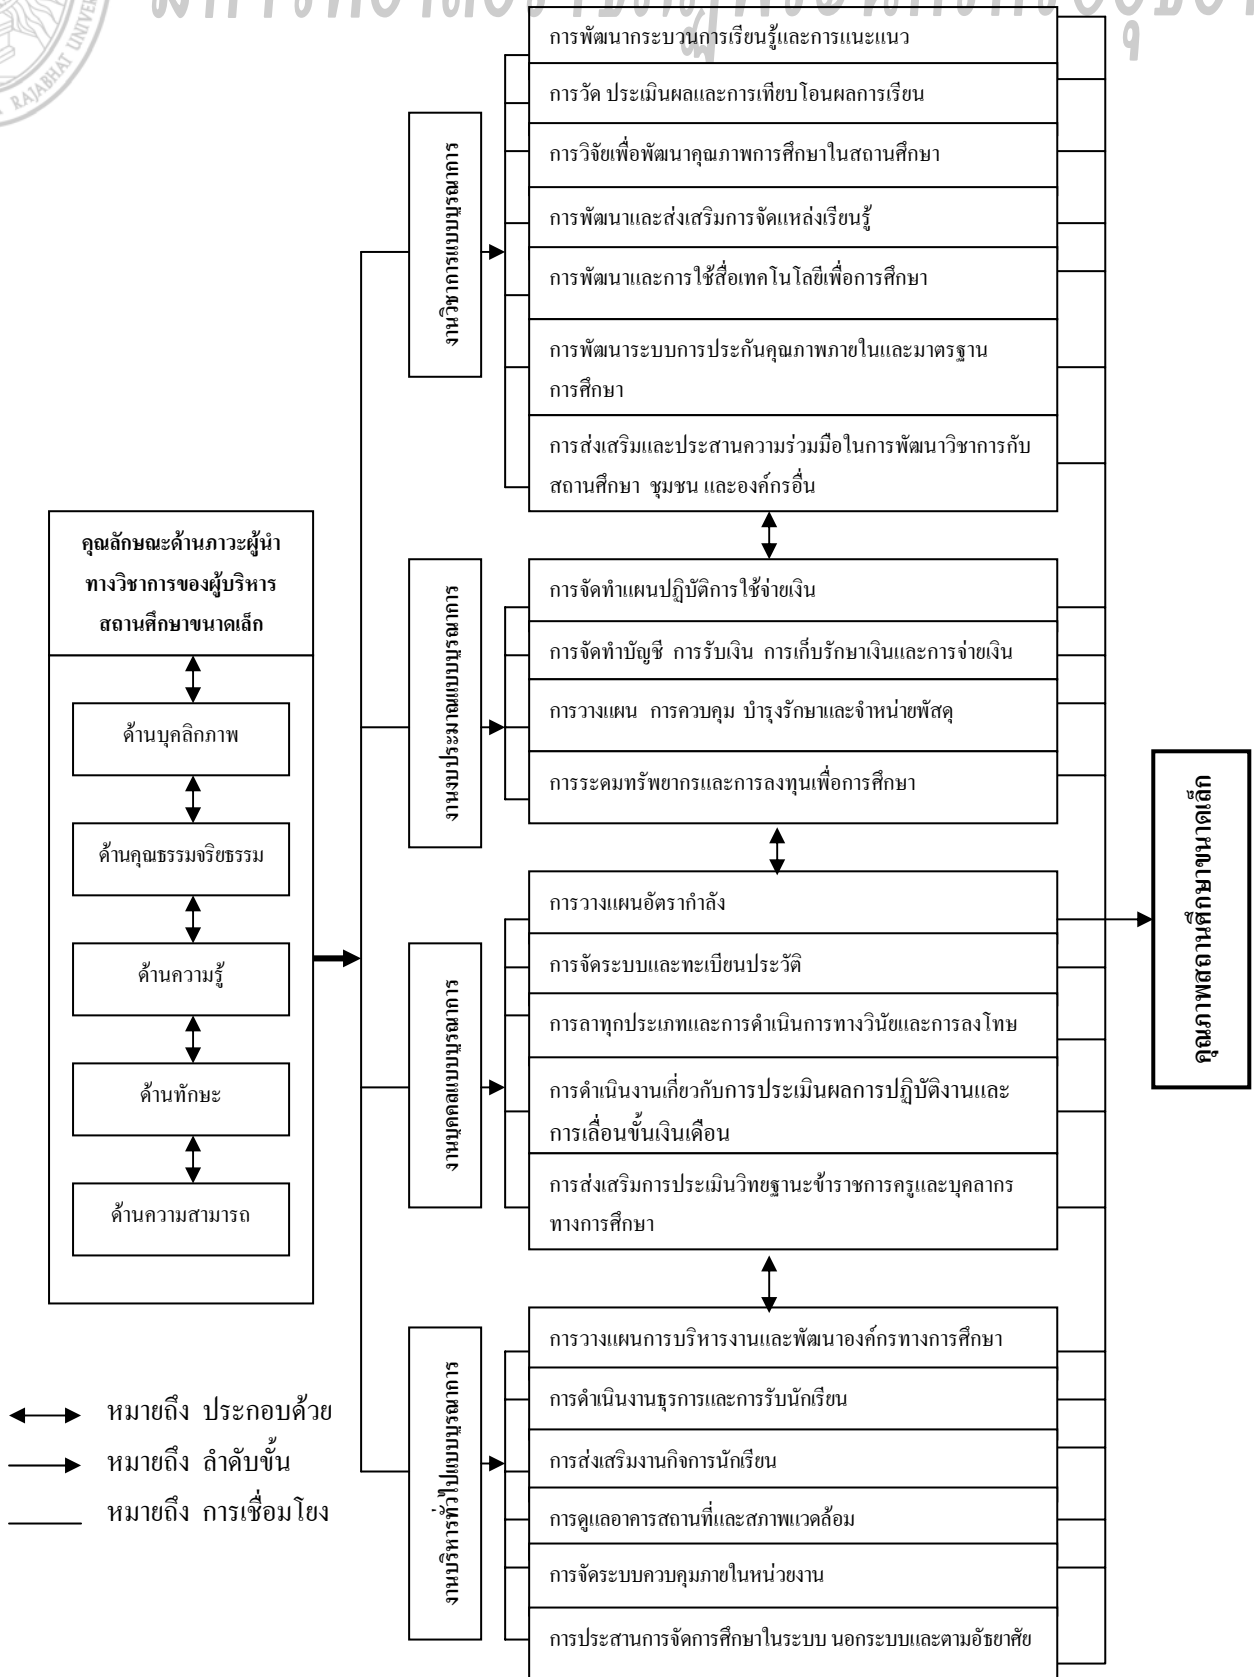 RAJABHAT UNIVER
การพัฒนากระบวนการเรียนรู้และการแนะแนว
การวัด ประเมินผลและการเทียบโอนผลการเรียน
การวิจัยเพื่อพัฒนาคุณภาพการศึกษาในสถานศึกษา
การพัฒนาและส่งเสริมการจัดแหล่งเรียนรู้
การพัฒนาและการใช้สื่อเทคโนโลยีเพื่อการศึกษา
การพัฒนาระบบการประกันคุณภาพภายในและมาตรฐาน
การศึกษา
การส่งเสริมและประสานความร่วมมือในการพัฒนาวิชาการกับ
สถานศึกษา ชุมชน และองค์กรอื่น
งานวิชาการแบบบูรณาการ
คุณลักษณะด้านภาวะผู้นำ
ทางวิชาการของผู้บริหาร
สถานศึกษาขนาดเล็ก
ด้านบุคลิกภาพ
ด้านคุณธรรมจริยธรรม
ด้านความรู้
ด้านทักษะ
ด้านความสามารถ
งานงบประมาณแบบบูรณาการ
การจัดทำแผนปฏิบัติการใช้จ่ายเงิน
การจัดทำบัญชี การรับเงิน การเก็บรักษาเงินและการจ่ายเงิน
การวางแผน การควบคุม บำรุงรักษาและจำหน่ายพัสดุ
การระดมทรัพยากรและการลงทุนเพื่อการศึกษา
งานบุคคลแบบบูรณาการ
การวางแผนอัตรากำลัง
การจัดระบบและทะเบียนประวัติ
การลาทุกประเภทและการดำเนินการทางวินัยและการลงโทษ
การดำเนินงานเกี่ยวกับการประเมินผลการปฏิบัติงานและ
การเลื่อนขั้นเงินเดือน
การส่งเสริมการประเมินวิทยฐานะข้าราชการครูและบุคลากร
ทางการศึกษา
คุณภาพสถานศึกษาขนาดเล็ก
งานบริหารทั่วไปแบบบูรณาการ
การวางแผนการบริหารงานและพัฒนาองค์กรทางการศึกษา
การดำเนินงานธุรการและการรับนักเรียน
การส่งเสริมงานกิจการนักเรียน
การดูแลอาคารสถานที่และสภาพแวดล้อม
การจัดระบบควบคุมภายในหน่วยงาน
การประสานการจัดการศึกษาในระบบ นอกระบบและตามอัธยาศัย
หมายถึง ประกอบด้วย
หมายถึง ลำดับขั้น
หมายถึง การเชื่อมโยง